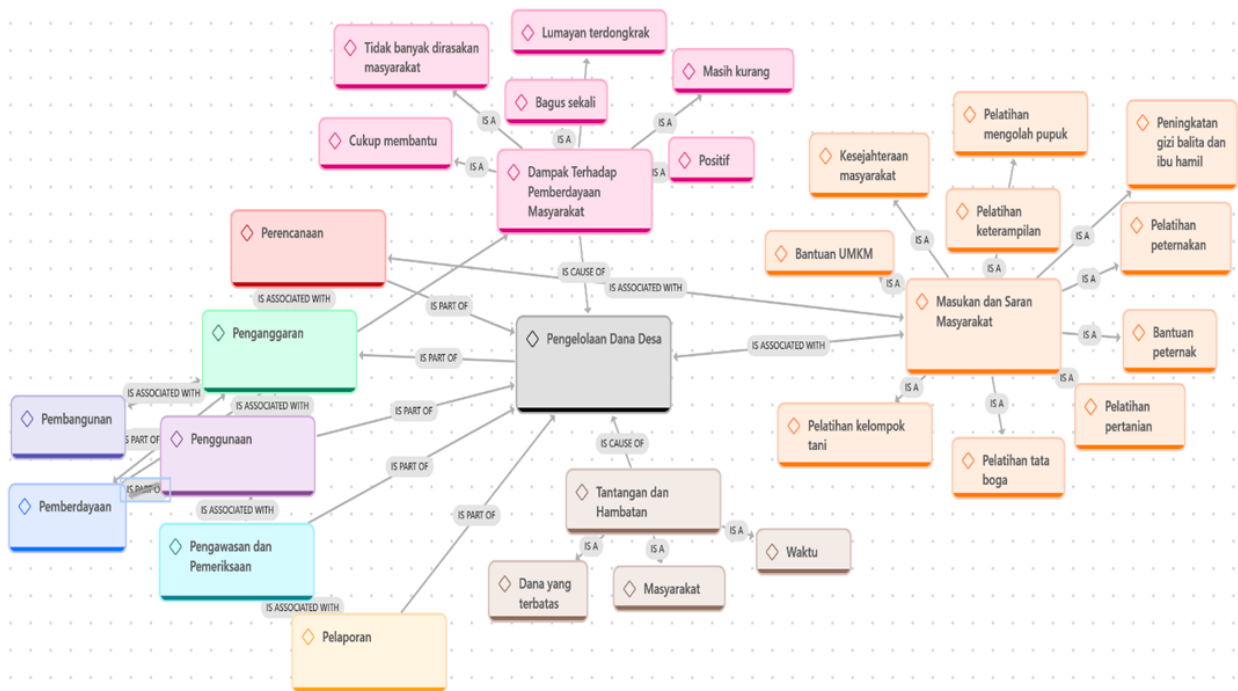 Lumayan terdongkrak
Tidak banyak dirasakan
masyarakat
Masih kurang
Bagus sekali
IS A
IS A
IS A
Cukup membantu
IS A
Positif
IS A
Dampak Terhadap
Pemberdayaan
Masyarakat
Pelatihan
mengolah pupuk
Peningkatan
gizi balita dan
ibu hamil
Kesejahteraan
masyarakat
Pelatihan
keterampilan
Pelatihan
peternakan
Bantuan UMKM
IS A
IS A
IS A
IS A
IS A
Masukan dan Saran
Masyarakat
IS A
Bantuan
peternak
IS A
IS A
IS A
Pelatihan
pertanian
Pelatihan kelompok
tani
Pelatihan tata
boga
Perencanaan
IS CAUSE OF
IS ASSOCIATED WITH
IS ASSOCIATED WITH
IS PART OF
Penganggaran
Pengelolaan Dana Desa
IS ASSOCIATED WITH
IS PART OF
IS ASSOCIATED WITH
IS ASSOCIATED WITH
IS PART OF
Pembangunan
Penggunaan
S PART OF
IS CAUSE OF
IS PART OF
IS PART O
Pemberdayaan
IS ASSOCIATED WITH
IS PART OF
Tantangan dan
Hambatan
Pengawasan dan
Pemeriksaan
IS A
IS A
IS A
Waktu
Dana yang
terbatas
Masyarakat
IS ASSOCIATED WITH
Pelaporan